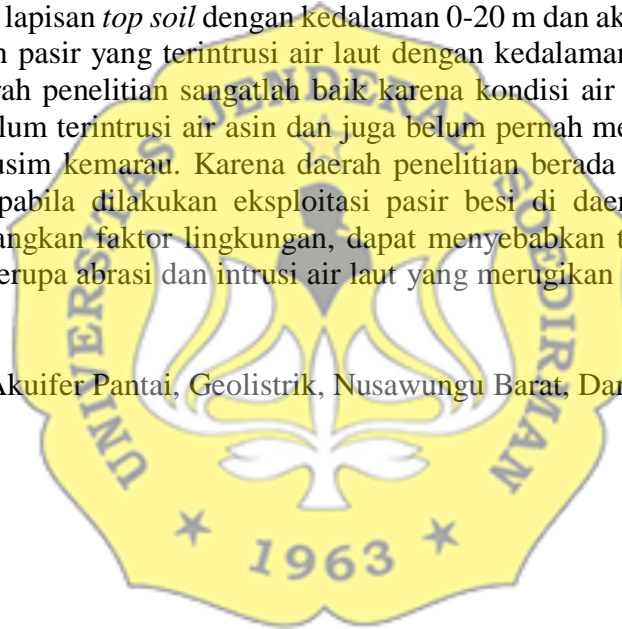 lapisan top soil dengan kedalaman 0-20 m dan ak
pasir yang terintrusi air laut dengan kedalaman
rah penelitian sangatlah baik karena kondisi air
lum terintrusi air asin dan juga belum pernah me
usim kemarau. Karena daerah penelitian berada
pabila dilakukan eksploitasi pasir besi di daer
angkan faktor lingkungan, dapat menyebabkan t
erupa abrasi dan intrusi air laut yang merugikan
Akuifer Pantai, Geolistrik, Nusawungu Barat, Da
UNIVERSITAS JENDERAL SOEDIRMAN
1963